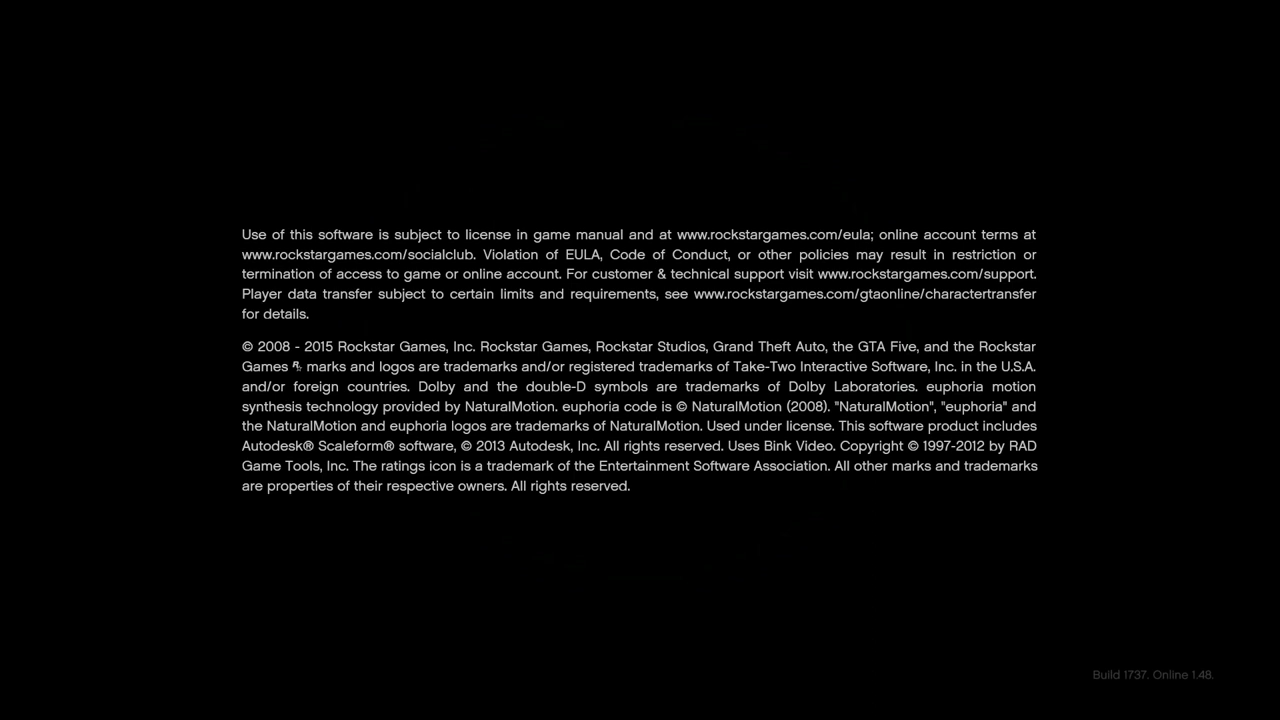 Use of this software is subject to license in game manual and at www.rockstargames.com/eula; online account terms at
www.rockstargames.com/socialclub. Violation of EULA, Code of Conduct, or other policies may result in restriction or
termination of access to game or online account. For customer & technical support visit www.rockstargames.com/support.
Player data transfer subject to certain limits and requirements, see www.rockstargames.com/gtaonline/charactertransfer
for details.
© 2008 - 2015 Rockstar Games, Inc. Rockstar Games, Rockstar Studios, Grand Theft Auto, the GTA Five, and the Rockstar
Games R* marks and logos are trademarks and/or registered trademarks of Take-Two Interactive Software, Inc. in the U.S.A.
and/or foreign countries. Dolby and the double-D symbols are trademarks of Dolby Laboratories. euphoria motion
synthesis technology provided by NaturalMotion. euphoria code is © NaturalMotion (2008). "NaturalMotion", "euphoria" and
the NaturalMotion and euphoria logos are trademarks of NaturalMotion. Used under license. This software product includes
Autodesk® Scaleform® software, © 2013 Autodesk, Inc. All rights reserved. Uses Bink Video. Copyright © 1997-2012 by RAD
Game Tools, Inc. The ratings icon is a trademark of the Entertainment Software Association. All other marks and trademarks
are properties of their respective owners. All rights reserved.
Build 1737. Online 1.48.